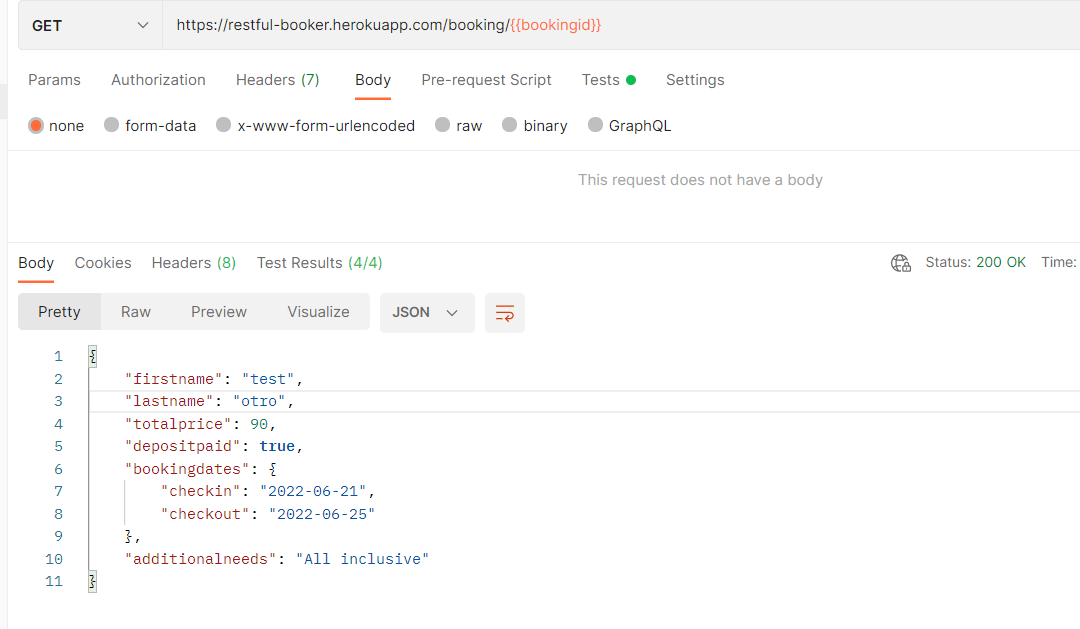 GET https://restful-booker.herokuapp.com/booking/{{bookingid}}
Params Authorization Headers (7) Body Pre-request Script Tests Settings
none form-data x-www-form-urlencoded raw binary GraphQL
This request does not have a body
Body Cookies Headers (8) Test Results (4/4) Status: 200 OK Time:
Pretty Raw Preview Visualize JSON
1 {
2 "firstname": "test",
3 "lastname": "otro",
4 "totalprice": 90,
5 "depositpaid": true,
6 "bookingdates": {
7 "checkin": "2022-06-21",
8 "checkout": "2022-06-25"
9 },
10 "additionalneeds": "All inclusive"
11 }